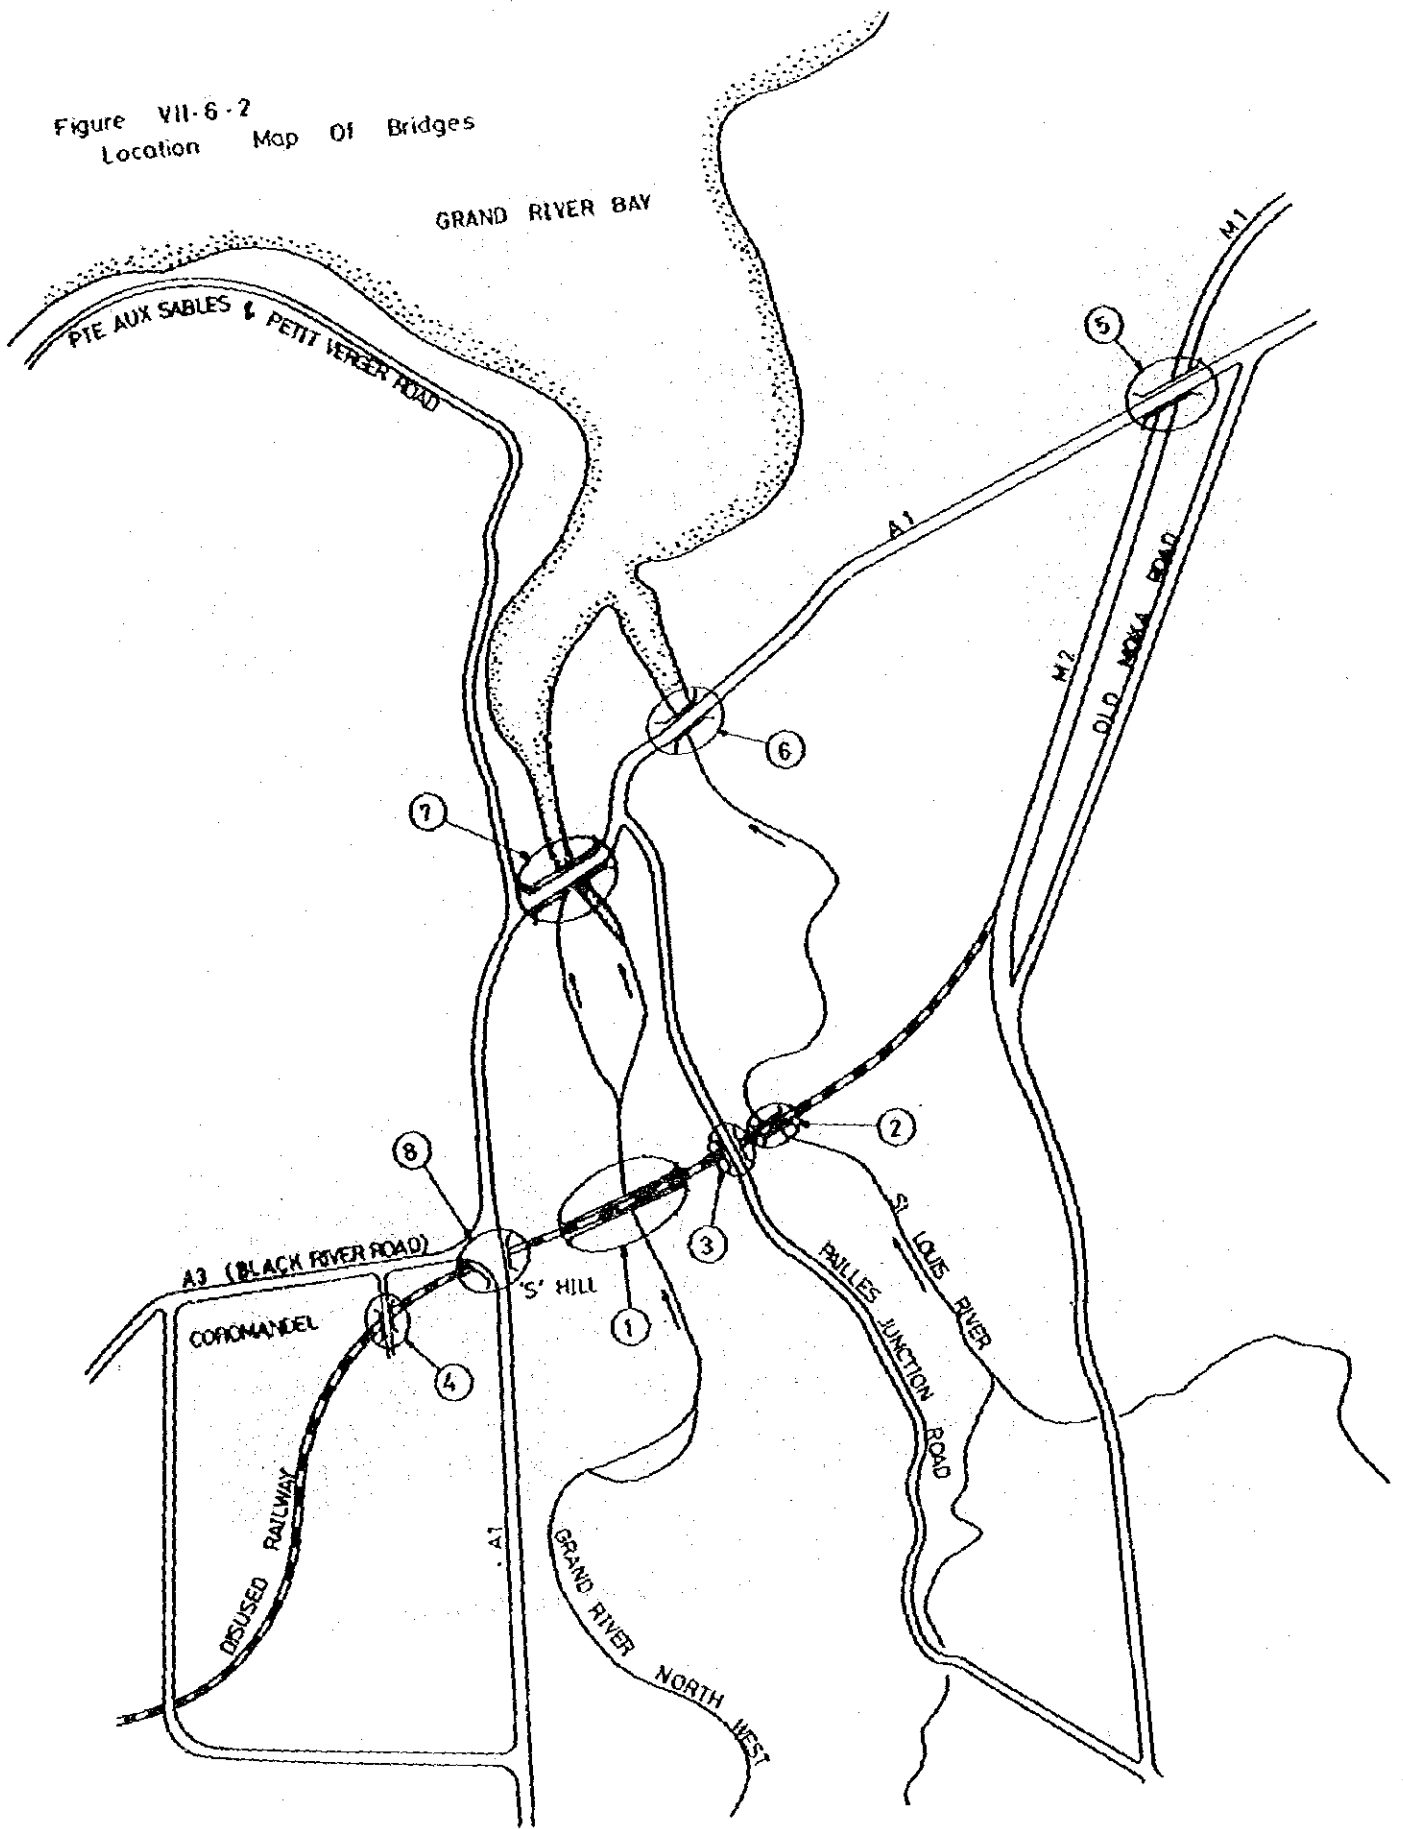 Figure VII-6-2
Location Map Of Bridges
GRAND RIVER BAY
M1
PTE AUX SABLES & PETIT VERGER ROAD
5
A1
M2
OLD MOKA ROAD
6
7
2
8
3
ST LOUIS RIVER
A3 (BLACK RIVER ROAD)
'S' HILL
1
COROMANDEL
PAILLES JUNCTION ROAD
4
DISUSED RAILWAY
A1
GRAND RIVER NORTH WEST